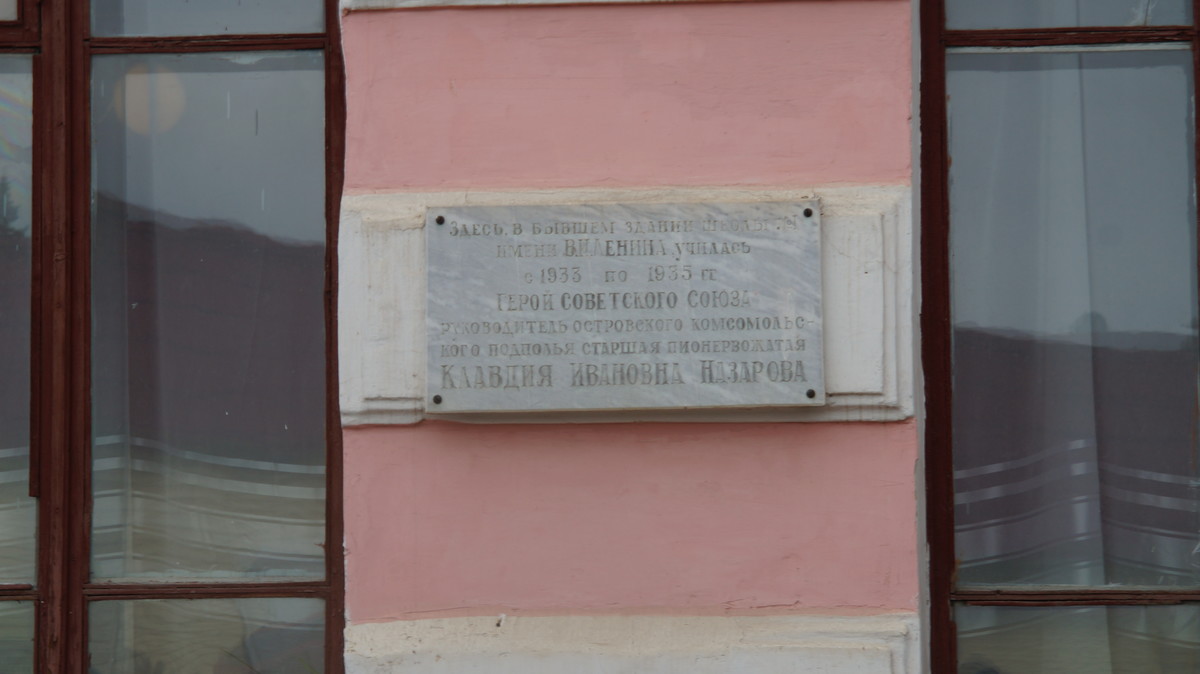 ЗДЕСЬ, В БЫВШЕМ ЗДАНИИ ШКОЛЫ
ИМЕНИ В.И.ЛЕНИНА УЧИЛАСЬ
С 1933 ПО 1935 ГГ
ГЕРОЙ СОВЕТСКОГО СОЮЗА
РУКОВОДИТЕЛЬ ОСТРОВСКОГО КОМСОМОЛЬС-
КОГО ПОДПОЛЬЯ СТАРШАЯ ПИОНЕРВОЖАТАЯ
КЛАВДИЯ ИВАНОВНА НАЗАРОВА